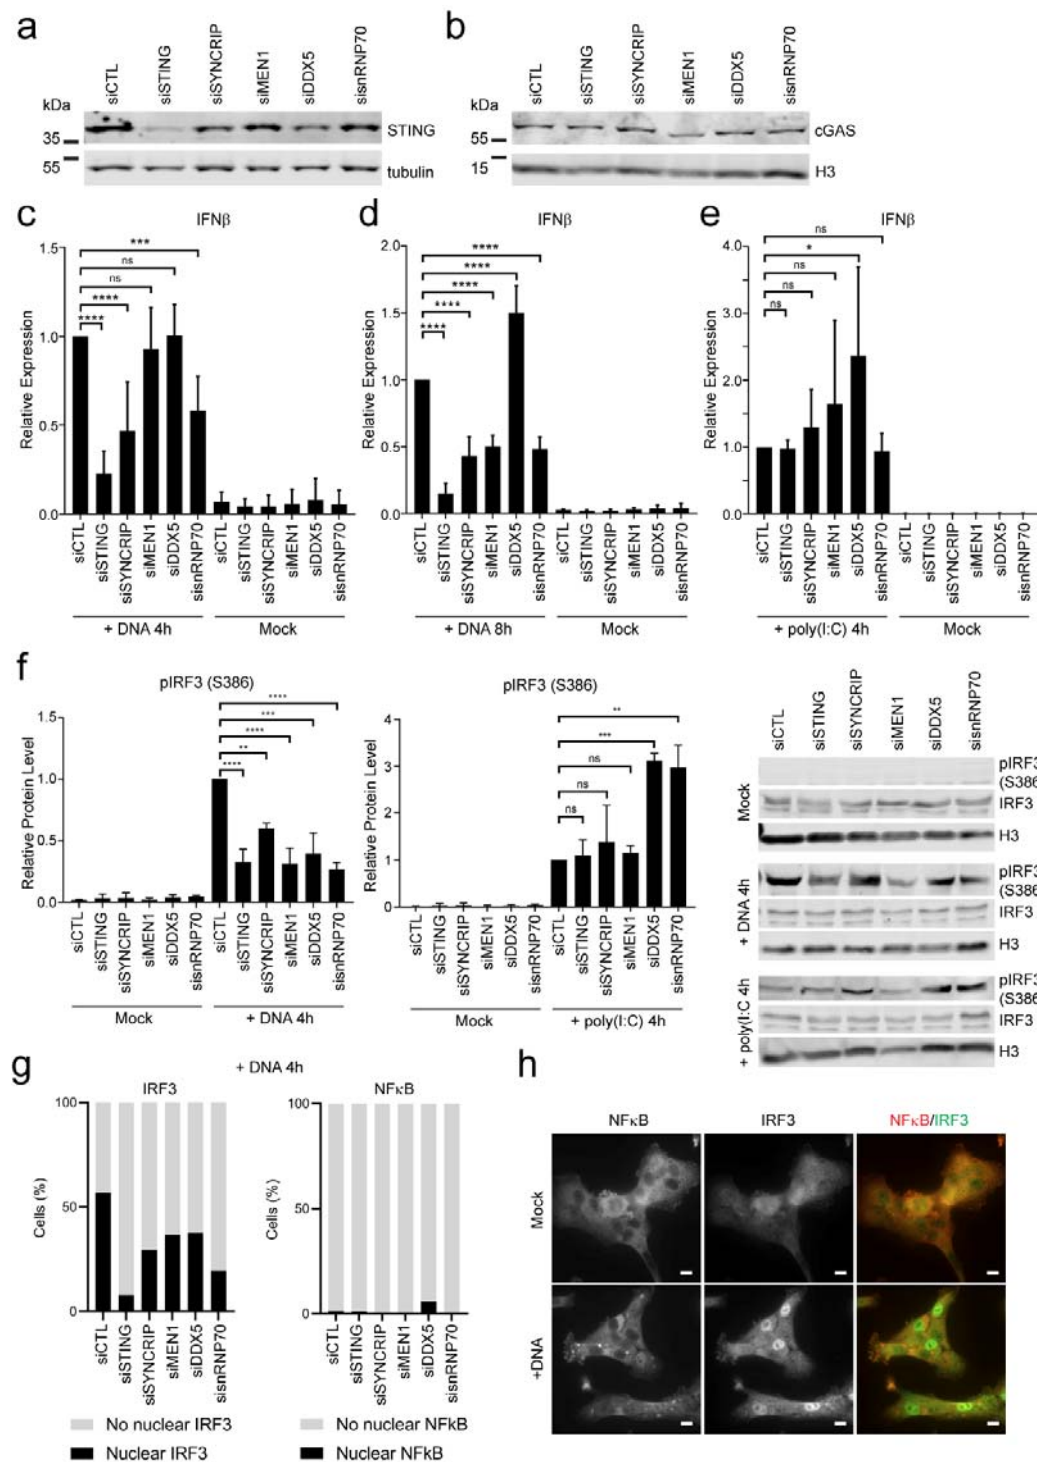 a
siCTL
siSTING
siSYNCRIP
siMEN1
siDDX5
sisnRNP70
kDa
35
STING
55
tubulin
b
siCTL
siSTING
siSYNCRIP
siMEN1
siDDX5
sisnRNP70
kDa
55
cGAS
15
H3
c
IFNβ
Relative Expression
1.5
1.0
0.5
0.0
***
ns
ns
****
****
siCTL
siSTING
siSYNCRIP
siMEN1
siDDX5
sisnRNP70
siCTL
siSTING
siSYNCRIP
siMEN1
siDDX5
sisnRNP70
+ DNA 4h
Mock
d
IFNβ
Relative Expression
2.0
1.5
1.0
0.5
0.0
****
****
****
****
****
siCTL
siSTING
siSYNCRIP
siMEN1
siDDX5
sisnRNP70
siCTL
siSTING
siSYNCRIP
siMEN1
siDDX5
sisnRNP70
+ DNA 8h
Mock
e
IFNβ
Relative Expression
4.0
3.0
2.0
1.0
0.0
ns
*
ns
ns
ns
siCTL
siSTING
siSYNCRIP
siMEN1
siDDX5
sisnRNP70
siCTL
siSTING
siSYNCRIP
siMEN1
siDDX5
sisnRNP70
+ poly(I:C) 4h
Mock
f
pIRF3 (S386)
Relative Protein Level
1.5
1.0
0.5
0.0
****
***
****
**
****
siCTL
siSTING
siSYNCRIP
siMEN1
siDDX5
sisnRNP70
siCTL
siSTING
siSYNCRIP
siMEN1
siDDX5
sisnRNP70
Mock
+ DNA 4h
pIRF3 (S386)
Relative Protein Level
4
3
2
1
0
**
***
ns
ns
ns
siCTL
siSTING
siSYNCRIP
siMEN1
siDDX5
sisnRNP70
siCTL
siSTING
siSYNCRIP
siMEN1
siDDX5
sisnRNP70
Mock
+ poly(I:C) 4h
siCTL
siSTING
siSYNCRIP
siMEN1
siDDX5
sisnRNP70
Mock
pIRF3
(S386
IRF3
H3
+ DNA 4h
pIRF3
(S386
IRF3
H3
+ poly(I:C 4h
pIRF3
(S386
IRF3
H3
g
+ DNA 4h
IRF3
Cells (%)
100
50
0
siCTL
siSTING
siSYNCRIP
siMEN1
siDDX5
sisnRNP70
No nuclear IRF3
Nuclear IRF3
NFκB
Cells (%)
100
50
0
siCTL
siSTING
siSYNCRIP
siMEN1
siDDX5
sisnRNP70
No nuclear NFkB
Nuclear NFkB
h
NFκB
IRF3
NFκB/IRF3
Mock
+DNA